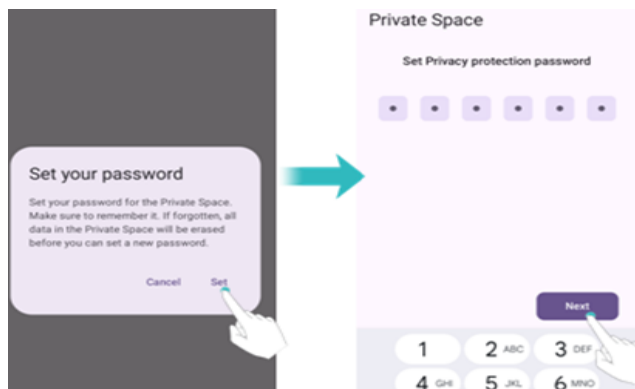 Set your password
Set your password for the Private Space.
Make sure to remember it. If forgotten, all
data in the Private Space will be erased
before you can set a new password.
Cancel Set
Private Space
Set Privacy protection password
Next
1 2 ABC 3 DEF
4 GHI 5 JKL 6 MNO